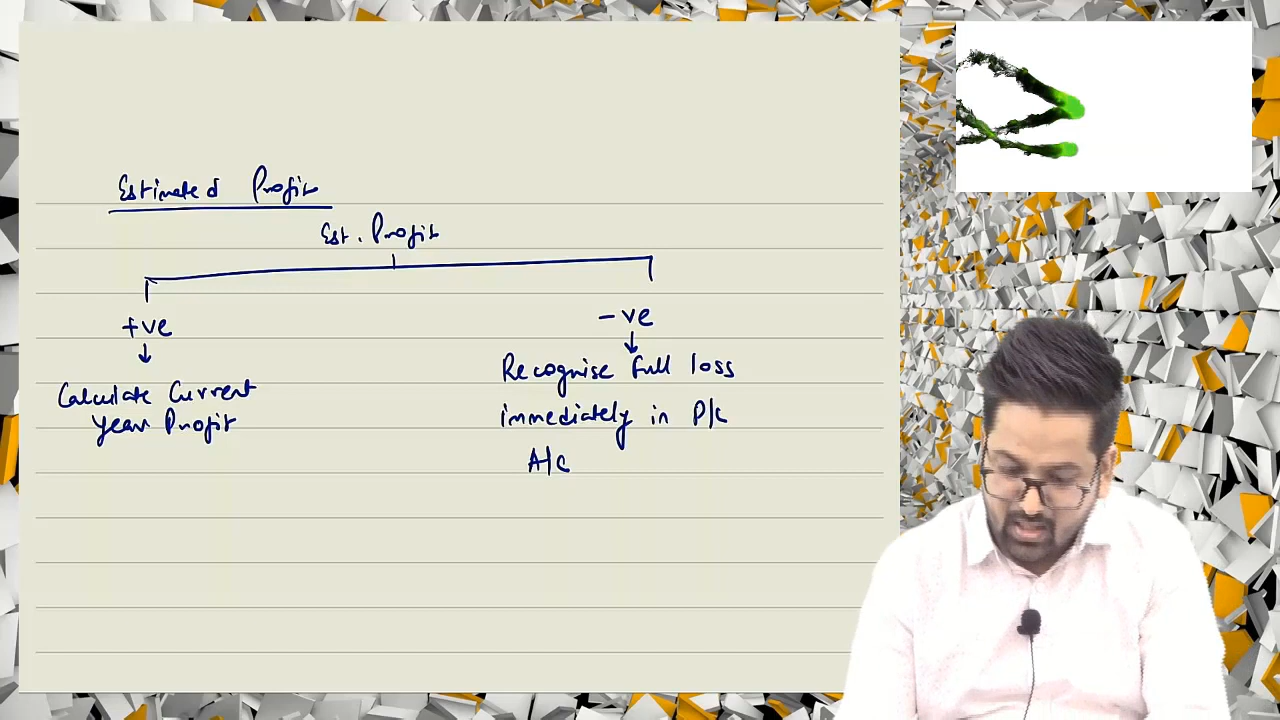 Estimated Profit
Est. Profit
+ve
-ve
Calculate Current
Year Profit
Recognise full loss
immediately in P/L
A/c